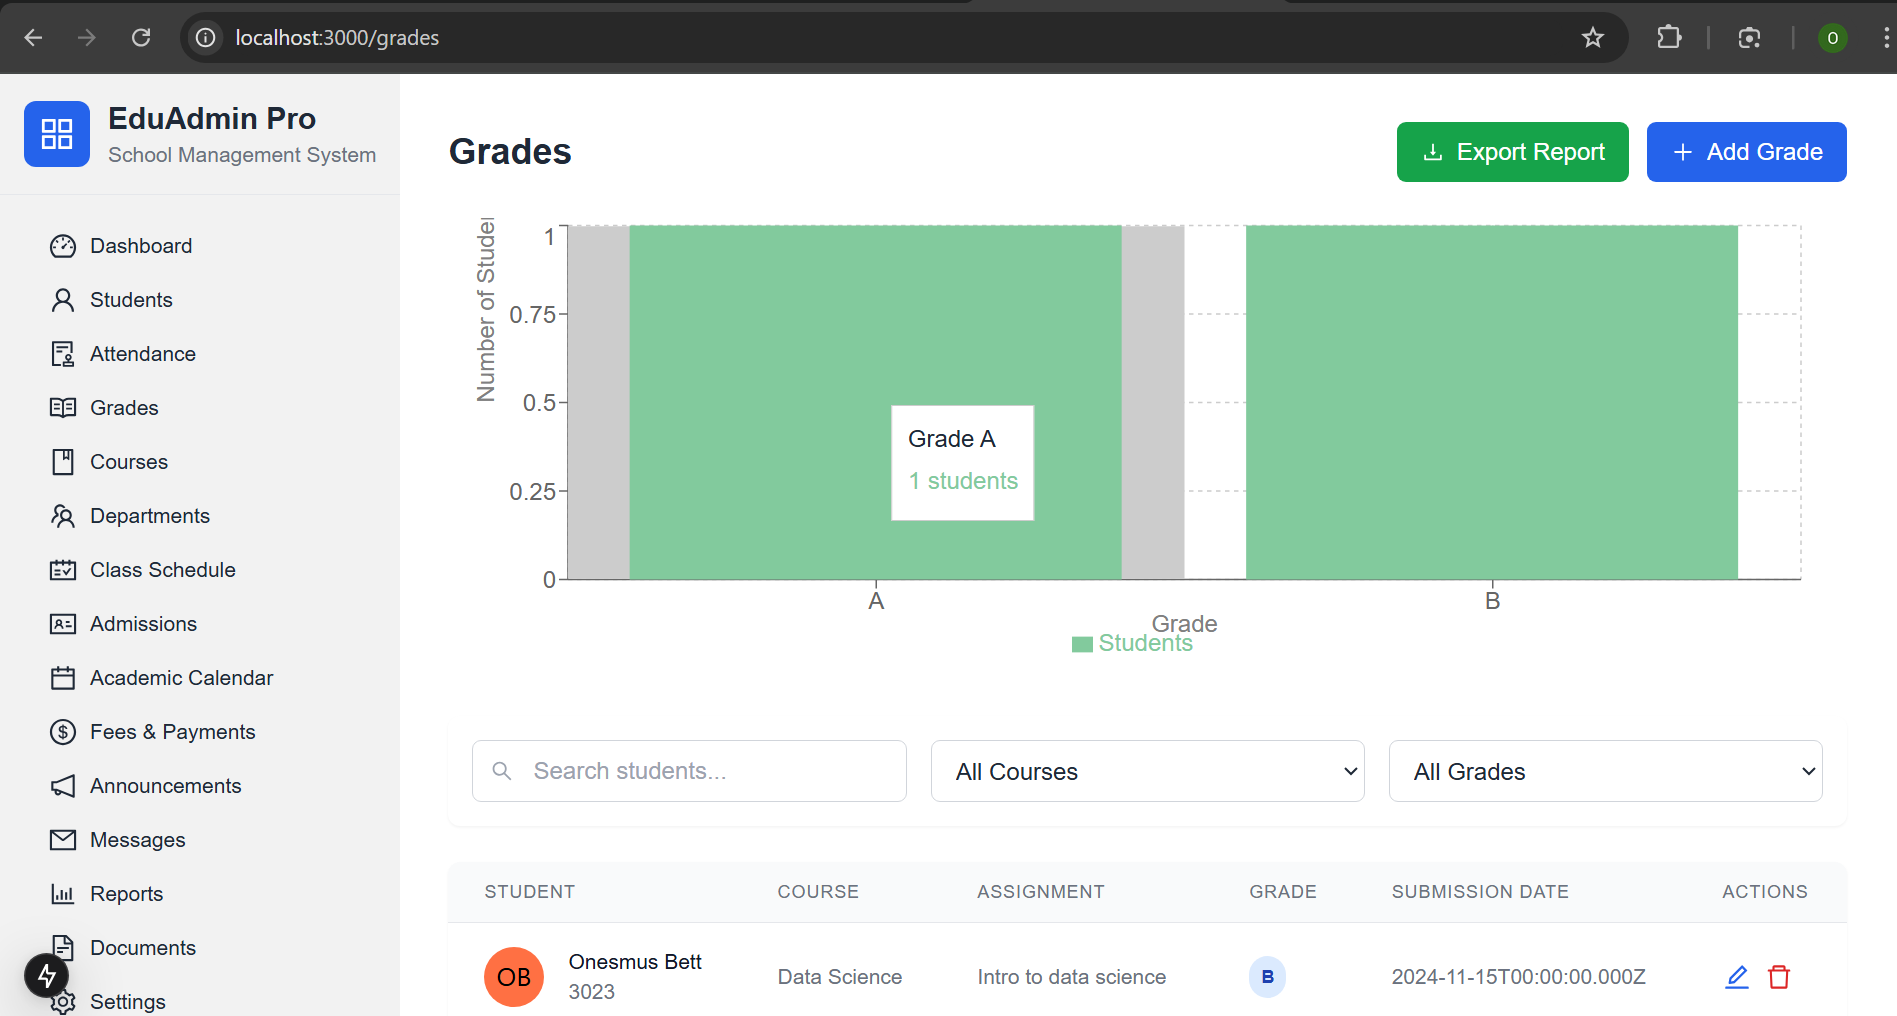 localhost:3000/grades
O
EduAdmin Pro
School Management System
Dashboard
Students
Attendance
Grades
Courses
Departments
Class Schedule
Admissions
Academic Calendar
Fees & Payments
Announcements
Messages
Reports
Documents
Settings
Grades
Export Report
Add Grade
Number of Studen
1
0.75
0.5
0.25
0
Grade A
1 students
A
B
Grade
Students
Search students...
All Courses
All Grades
STUDENT
COURSE
ASSIGNMENT
GRADE
SUBMISSION DATE
ACTIONS
OB
Onesmus Bett
3023
Data Science
Intro to data science
B
2024-11-15T00:00:00.000Z